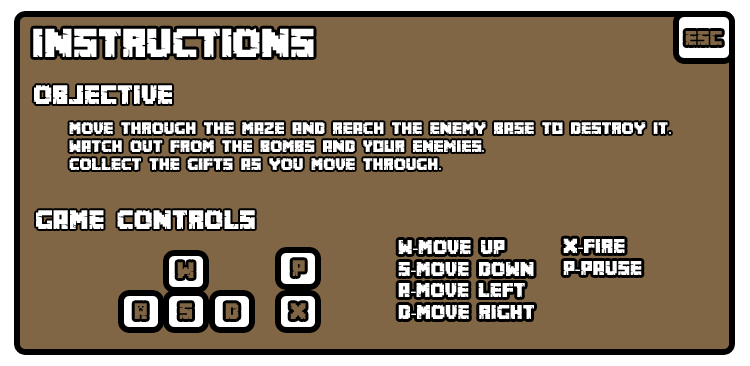 INSTRUCTIONS
ESC
OBJECTIVE
MOVE THROUGH THE MAZE AND REACH THE ENEMY BASE TO DESTROY IT.
WATCH OUT FROM THE BOMBS AND YOUR ENEMIES.
COLLECT THE GIFTS AS YOU MOVE THROUGH.
GAME CONTROLS
W P
A S D X
W-MOVE UP X-FIRE
S-MOVE DOWN P-PAUSE
A-MOVE LEFT
D-MOVE RIGHT